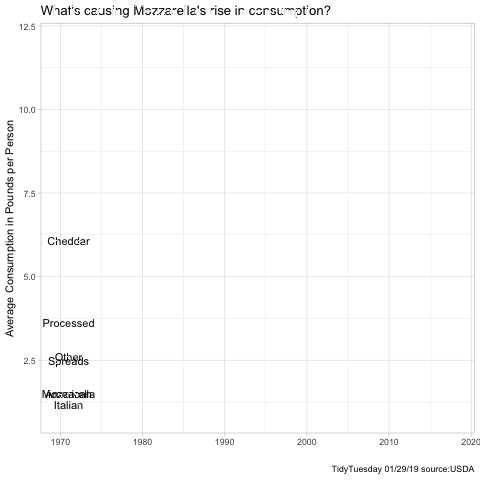 What's causing Mozzarella's rise in consumption?
12.5
10.0
7.5
5.0
2.5
Average Consumption in Pounds per Person
Cheddar
Processed
Other
Spreads
Mozzarella
Italian
1970
1980
1990
2000
2010
2020
TidyTuesday 01/29/19 source:USDA